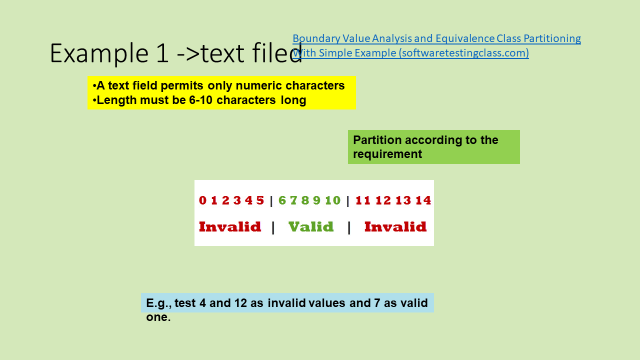 Example 1 ->text filed
Boundary Value Analysis and Equivalence Class Partitioning
With Simple Example (softwaretestingclass.com)
•A text field permits only numeric characters
•Length must be 6-10 characters long
Partition according to the
requirement
0 1 2 3 4 5 | 6 7 8 9 10 | 11 12 13 14
Invalid | Valid | Invalid
E.g., test 4 and 12 as invalid values and 7 as valid
one.